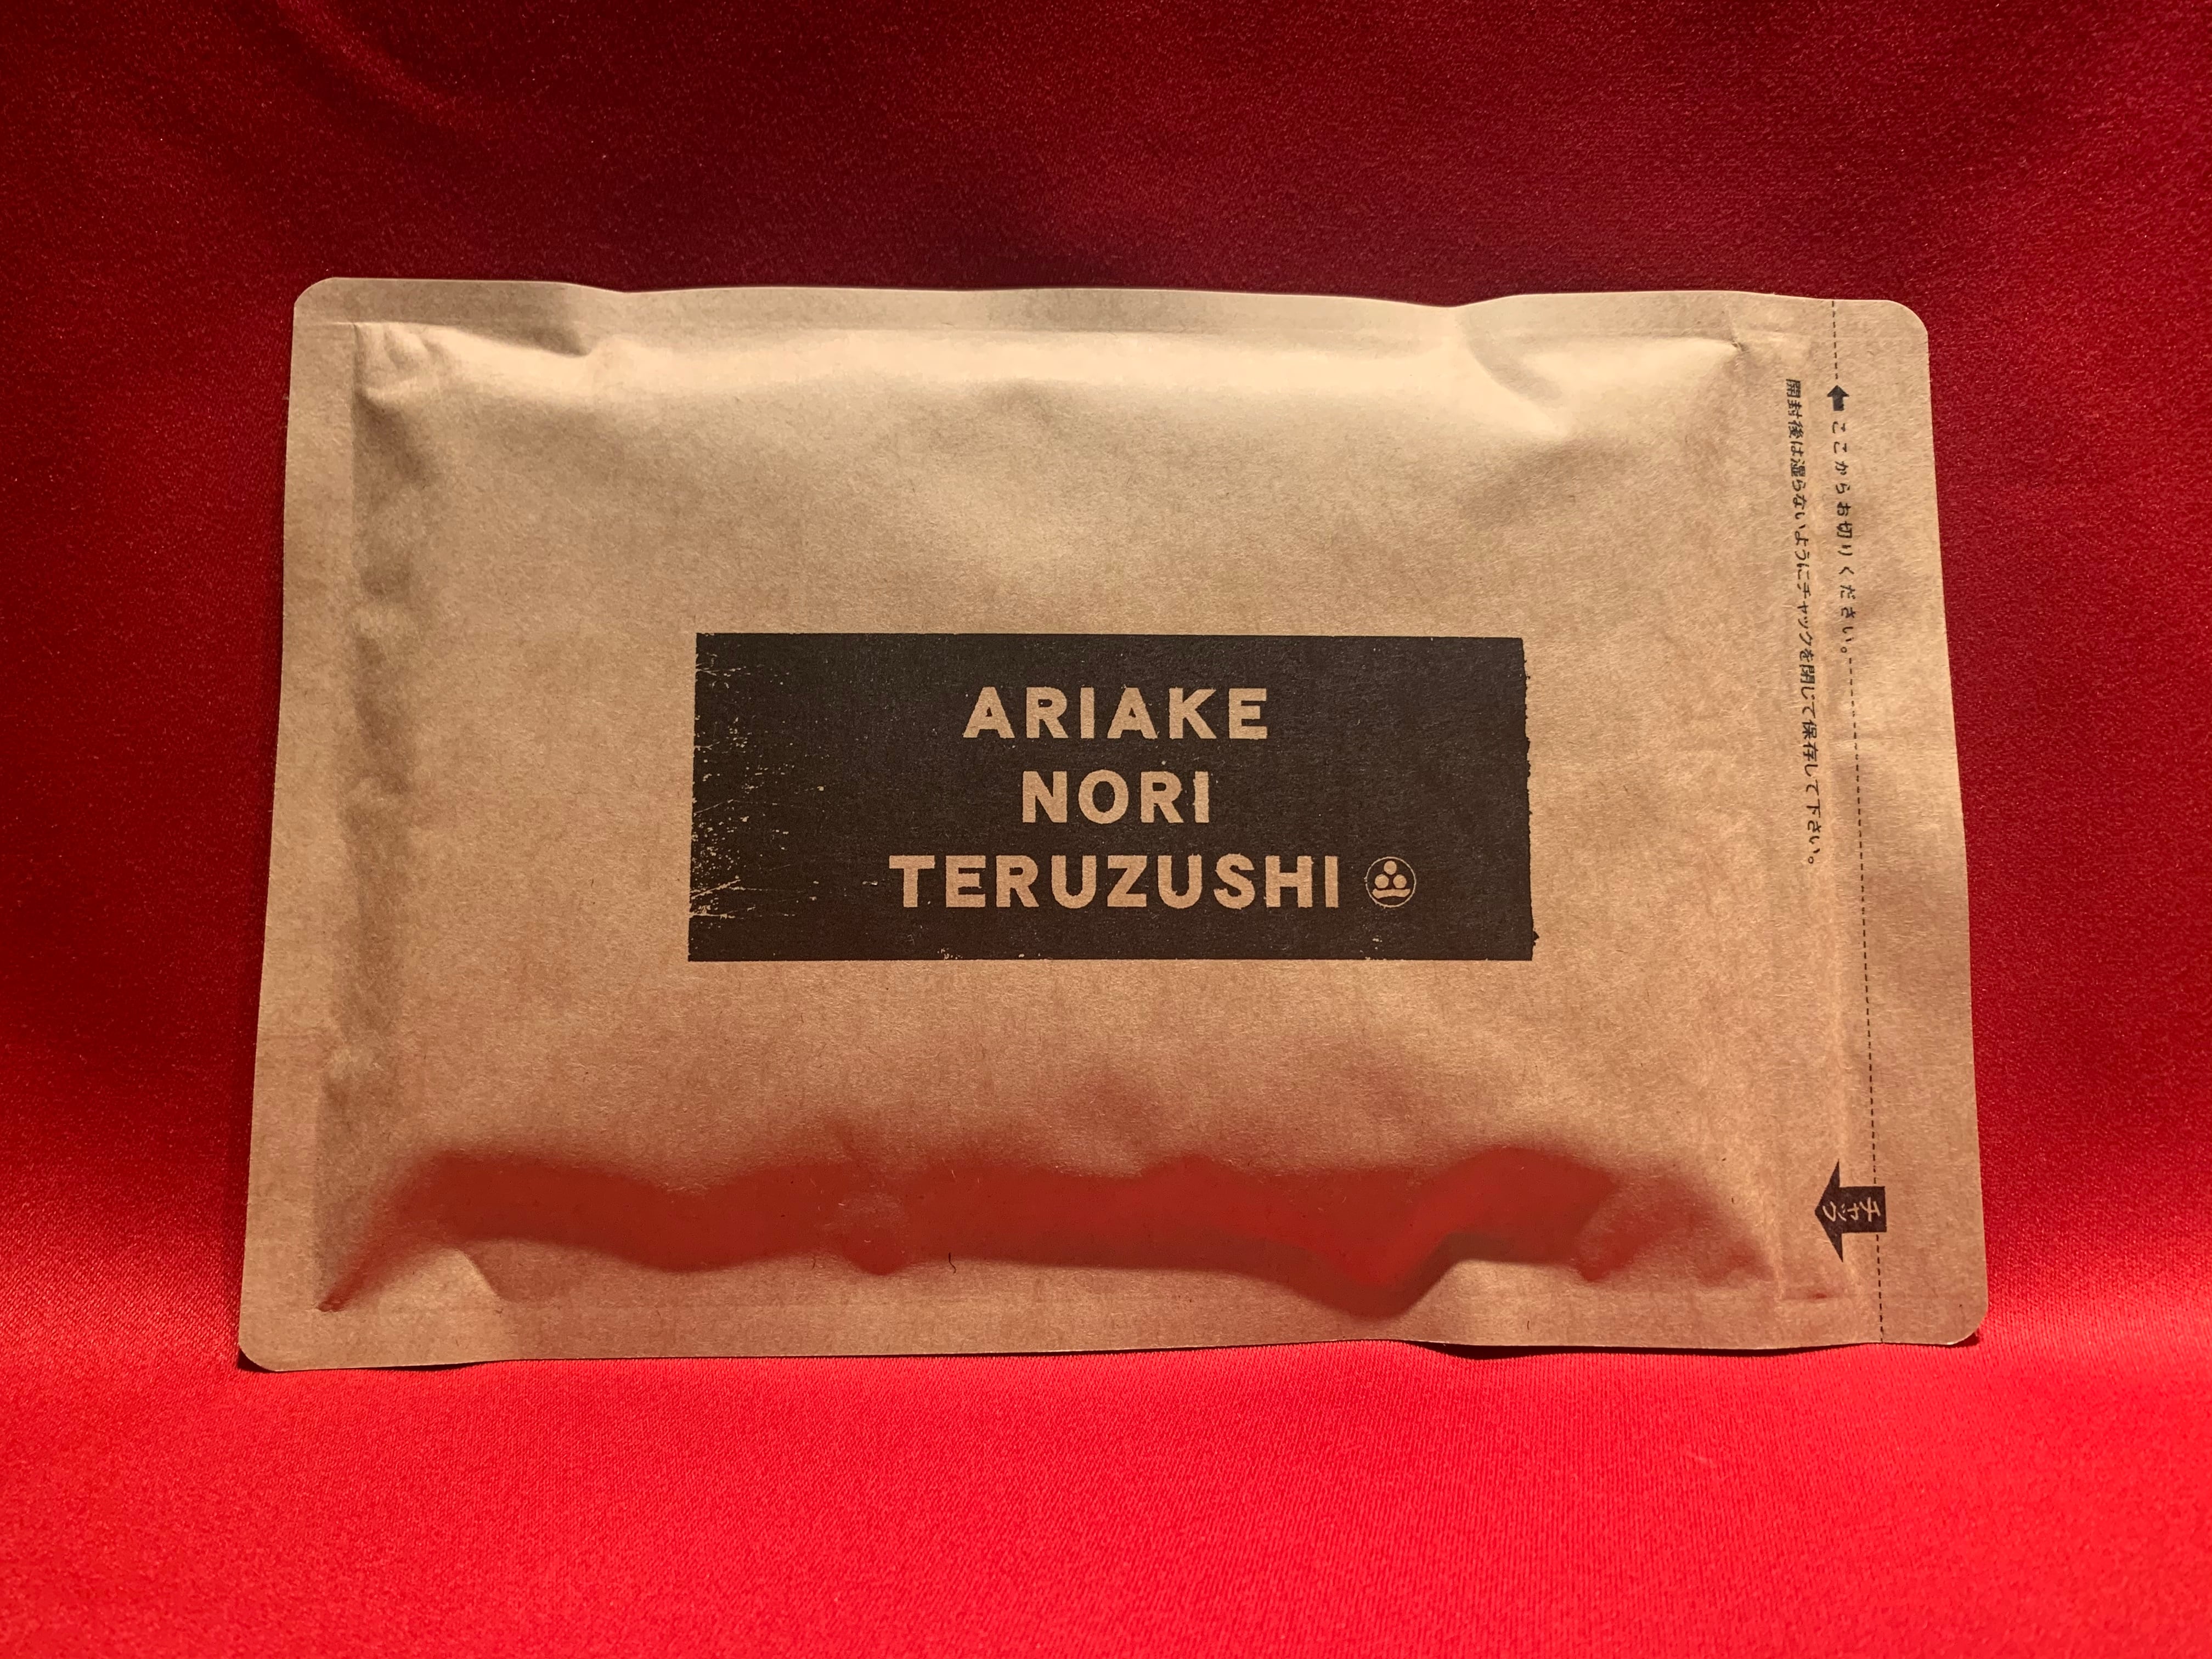 ARIAKE
NORI
TERUZUSHI
ここからお切りください。
開封後は湿らないようにチャックを閉じて保存して下さい。
チャック